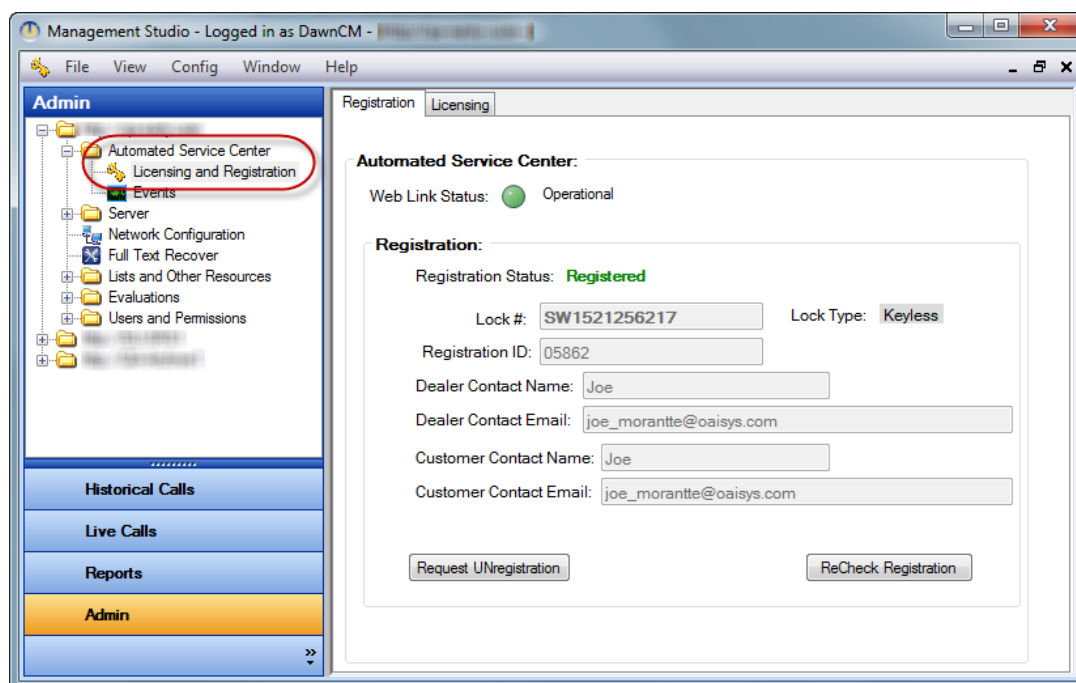 Management Studio - Logged in as DawnCM -
File View Config Window Help
Admin
Automated Service Center
Licensing and Registration
Events
Server
Network Configuration
Full Text Recover
Lists and Other Resources
Evaluations
Users and Permissions
Historical Calls
Live Calls
Reports
Admin
Registration Licensing
Automated Service Center:
Web Link Status: Operational
Registration:
Registration Status: Registered
Lock #: SW1521256217 Lock Type: Keyless
Registration ID: 05862
Dealer Contact Name: Joe
Dealer Contact Email: joe_morantte@oaisys.com
Customer Contact Name: Joe
Customer Contact Email: joe_morantte@oaisys.com
Request UNregistration ReCheck Registration